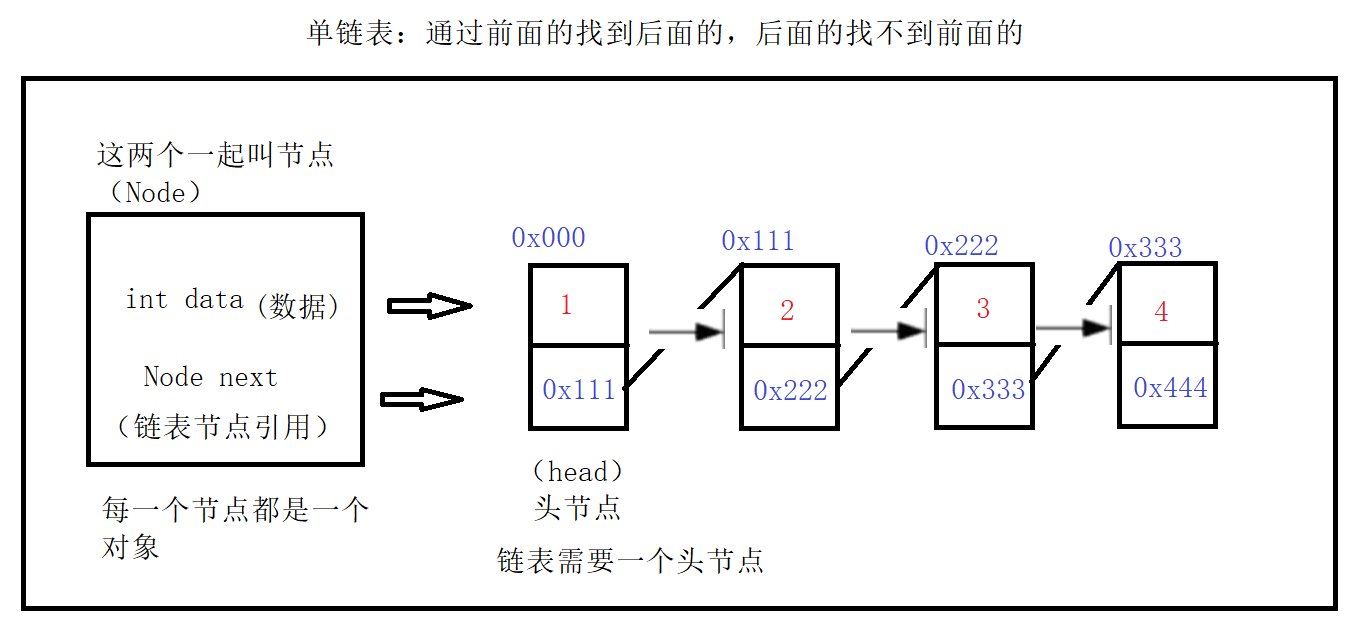 单链表：通过前面的找到后面的，后面的找不到前面的
这两个一起叫节点
（Node）
int data (数据)
Node next
（链表节点引用）
每一个节点都是一个
对象
0x000
0x111
0x222
0x333
1
2
3
4
0x111
0x222
0x333
0x444
（head）
头节点
链表需要一个头节点